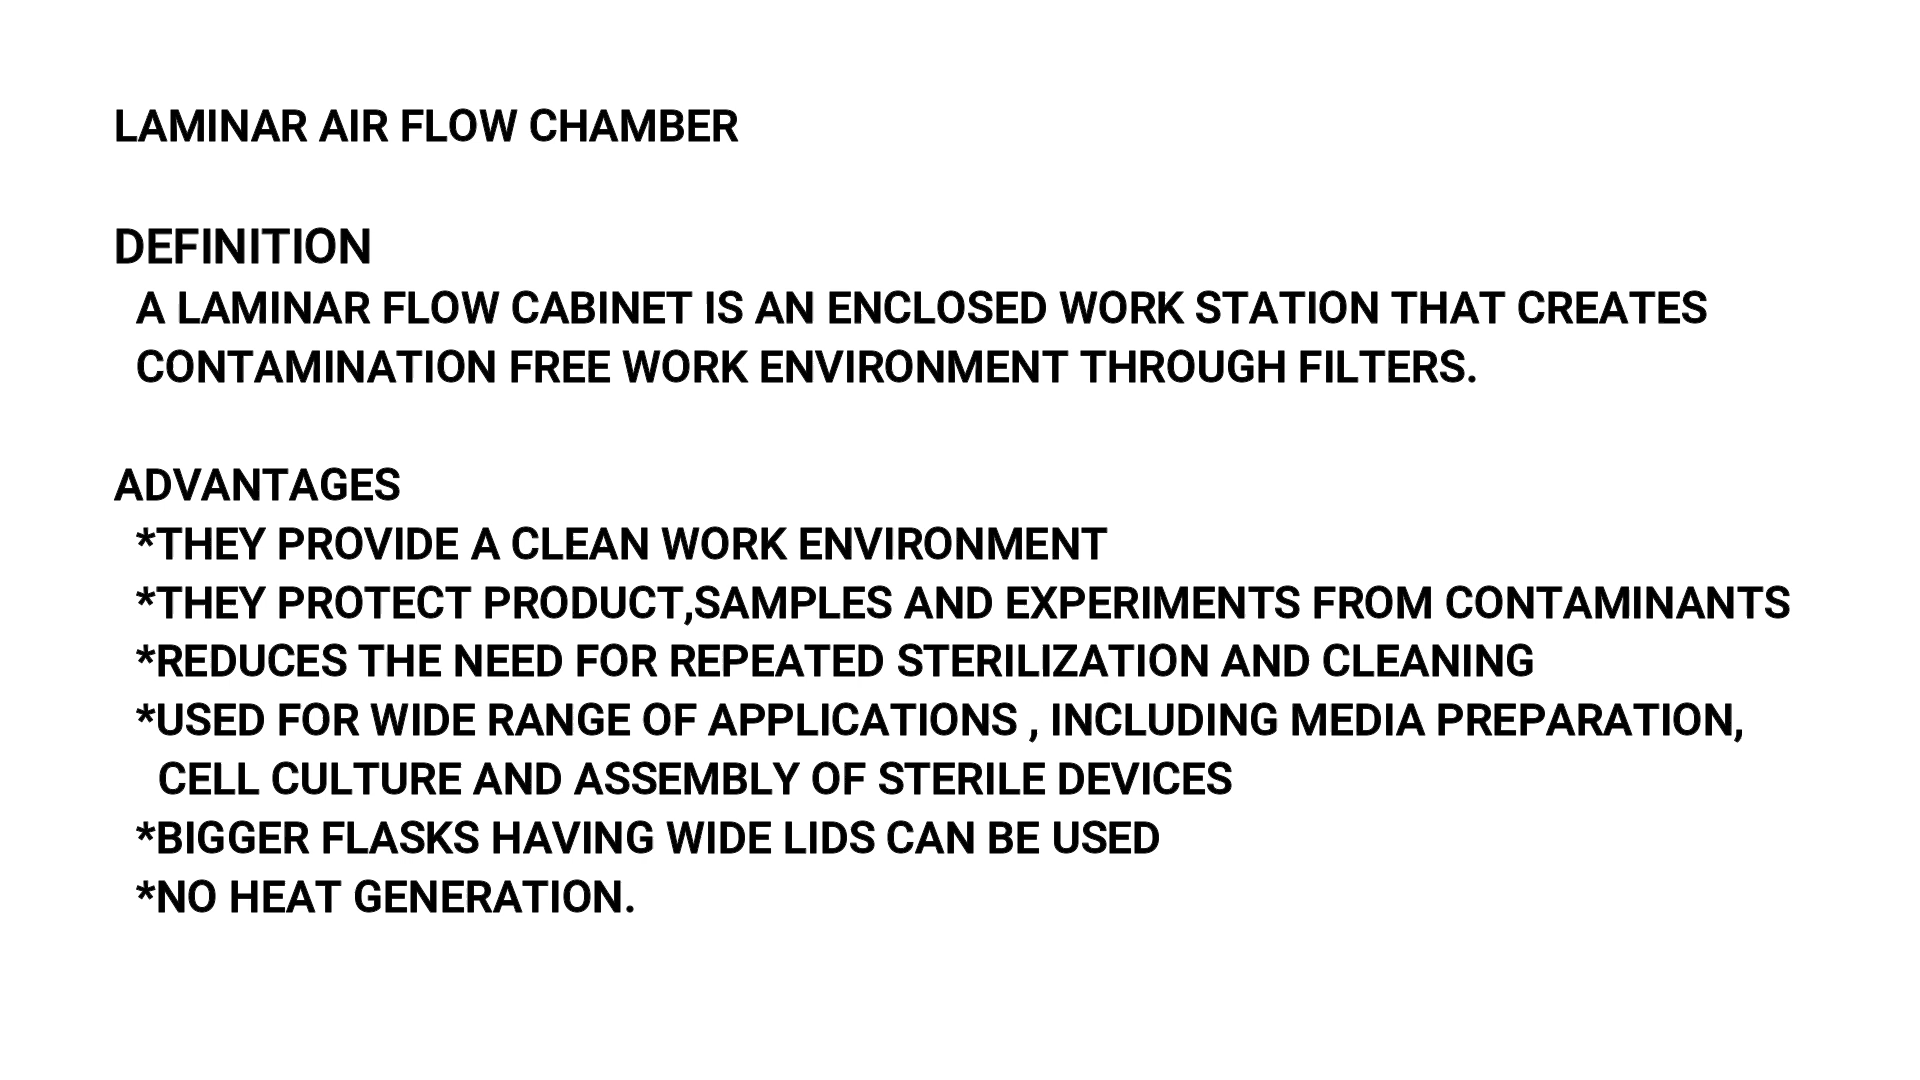 LAMINAR AIR FLOW CHAMBER
DEFINITION
A LAMINAR FLOW CABINET IS AN ENCLOSED WORK STATION THAT CREATES
CONTAMINATION FREE WORK ENVIRONMENT THROUGH FILTERS.
ADVANTAGES
*THEY PROVIDE A CLEAN WORK ENVIRONMENT
*THEY PROTECT PRODUCT,SAMPLES AND EXPERIMENTS FROM CONTAMINANTS
*REDUCES THE NEED FOR REPEATED STERILIZATION AND CLEANING
*USED FOR WIDE RANGE OF APPLICATIONS , INCLUDING MEDIA PREPARATION,
CELL CULTURE AND ASSEMBLY OF STERILE DEVICES
*BIGGER FLASKS HAVING WIDE LIDS CAN BE USED
*NO HEAT GENERATION.